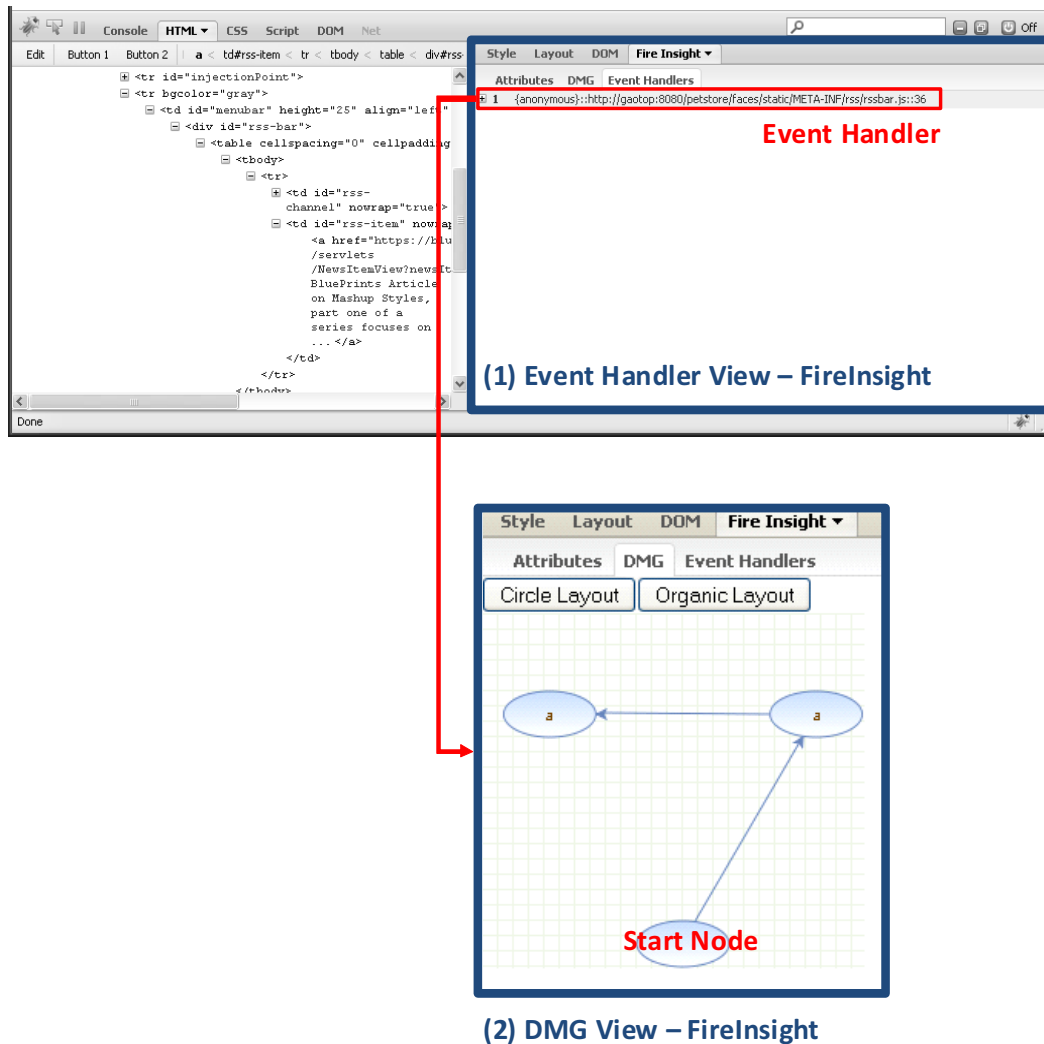 Console HTML CSS Script DOM Net Off
Edit Button 1 Button 2 a < td#rss-item < tr < tbody < table < div#rss-
Style Layout DOM Fire Insight
Attributes DMG Event Handlers
1 {anonymous}::http://gaotop:8080/petstore/faces/static/META-INF/rss/rssbar.js::36
Event Handler
<tr id="injectionPoint">
<tr bgcolor="gray">
<td id="menubar" height="25" align="left"
<div id="rss-bar">
<table cellspacing="0" cellpadding
<tbody>
<tr>
<td id="rss-
channel" nowrap="true">
<td id="rss-item" nowrap
<a href="https://blu
/servlets
/NewsItemView?newsIt
BluePrints Article
on Mashup Styles,
part one of a
series focuses on
... </a>
</td>
</tr>
</tbody>
(1) Event Handler View – FireInsight
Done
Style Layout DOM Fire Insight
Attributes DMG Event Handlers
Circle Layout Organic Layout
a a
Start Node
(2) DMG View – FireInsight